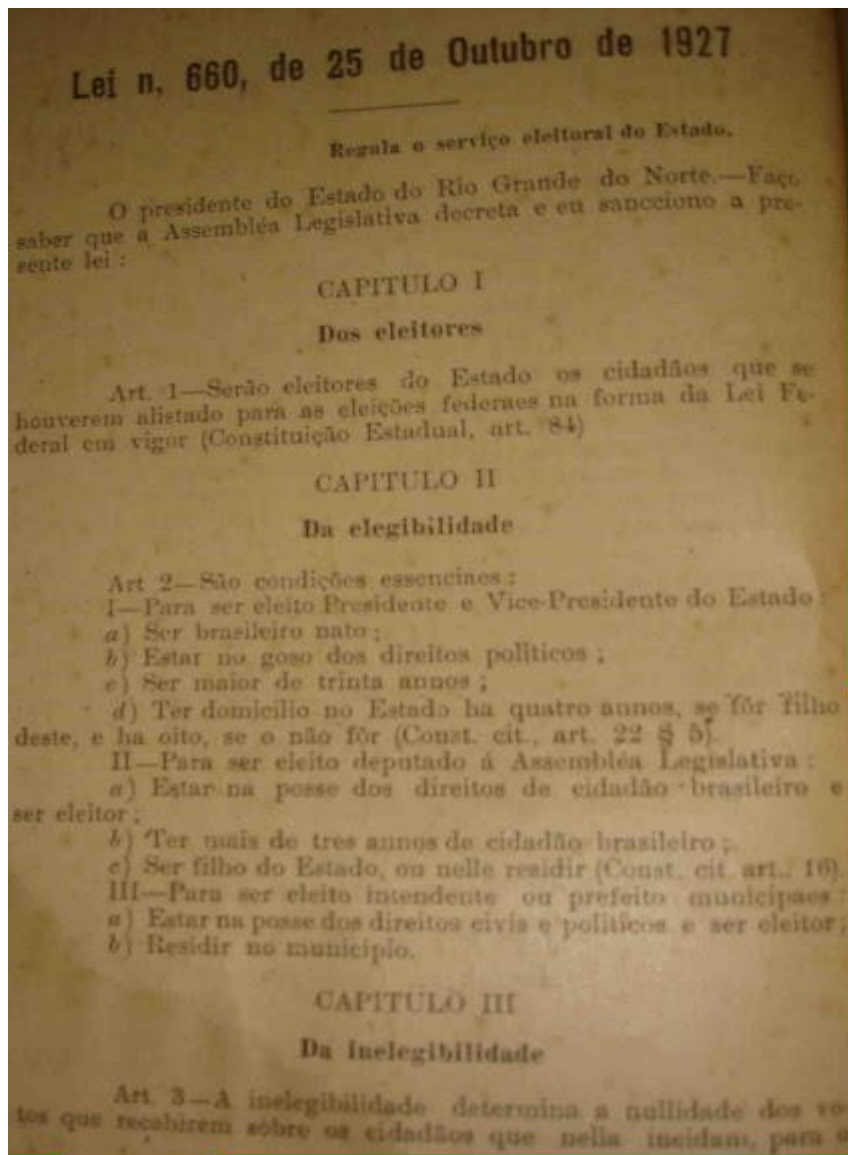 Lei n. 660, de 25 de Outubro de 1927
Regula o serviço eleitoral do Estado.
O presidente do Estado do Rio Grande do Norte.—Faço
saber que a Assembléa Legislativa decreta e eu sancciono a pre-
sente lei :
CAPITULO I
Dos eleitores
Art. 1—Serão eleitores do Estado os cidadãos que se
houverem alistado para as eleições federaes na forma da Lei Fe-
deral em vigor (Constituição Estadual, art. 84)
CAPITULO II
Da elegibilidade
Art 2—São condições essenciaes :
I—Para ser eleito Presidente e Vice-Presidente do Estado :
a) Ser brasileiro nato ;
b) Estar no goso dos direitos politicos ;
c) Ser maior de trinta annos ;
d) Ter domicilio no Estado ha quatro annos, se fôr filho
deste, e ha oito, se o não fôr (Const. cit., art. 22 § 5).
II—Para ser eleito deputado á Assembléa Legislativa :
a) Estar na posse dos direitos de cidadão brasileiro e
ser eleitor ;
b) Ter mais de tres annos de cidadão brasileiro ;
c) Ser filho do Estado, ou nelle residir (Const. cit. art.. 16).
III—Para ser eleito intendente ou prefeito municipaes :
a) Estar na posse dos direitos civis e politicos e ser eleitor ;
b) Residir no municipio.
CAPITULO III
Da inelegibilidade
Art. 3—A inelegibilidade determina a nullidade dos vo-
tos que recahirem sobre os cidadãos que nella incidam, para